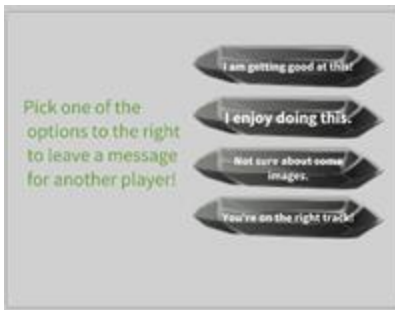 Pick one of the
options to the right
to leave a message
for another player!
I am getting good at this!
I enjoy doing this.
Not sure about some
images.
You're on the right track!